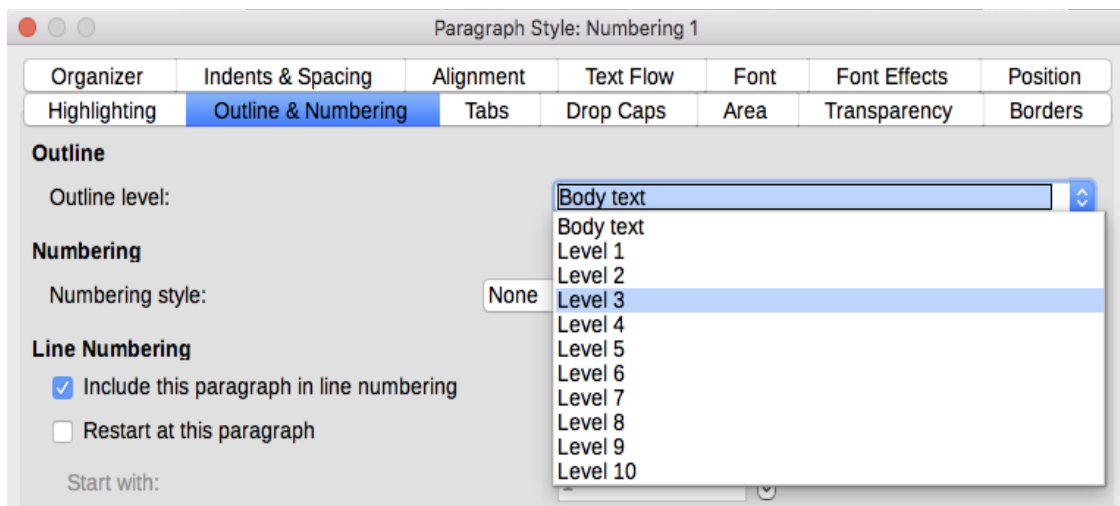 Paragraph Style: Numbering 1
Organizer Indents & Spacing Alignment Text Flow Font Font Effects Position
Highlighting Outline & Numbering Tabs Drop Caps Area Transparency Borders
Outline
Outline level: Body text
Body text
Level 1
Numbering
Level 2
Numbering style: None Level 3
Level 4
Line Numbering
Level 5
Level 6
Include this paragraph in line numbering
Level 7
Level 8
Restart at this paragraph
Level 9
Level 10
Start with: